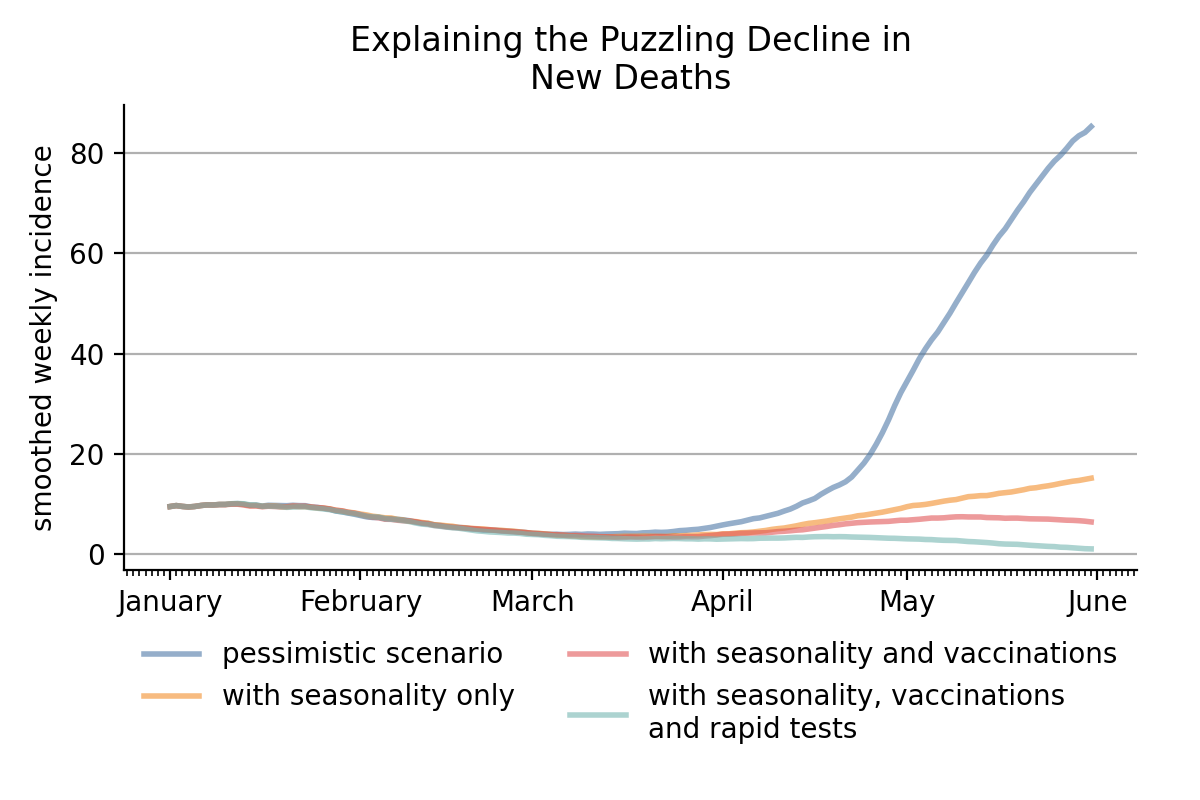 Explaining the Puzzling Decline in
New Deaths
smoothed weekly incidence
80
60
40
20
0
January February March April May June
pessimistic scenario
with seasonality only
with seasonality and vaccinations
with seasonality, vaccinations
and rapid tests